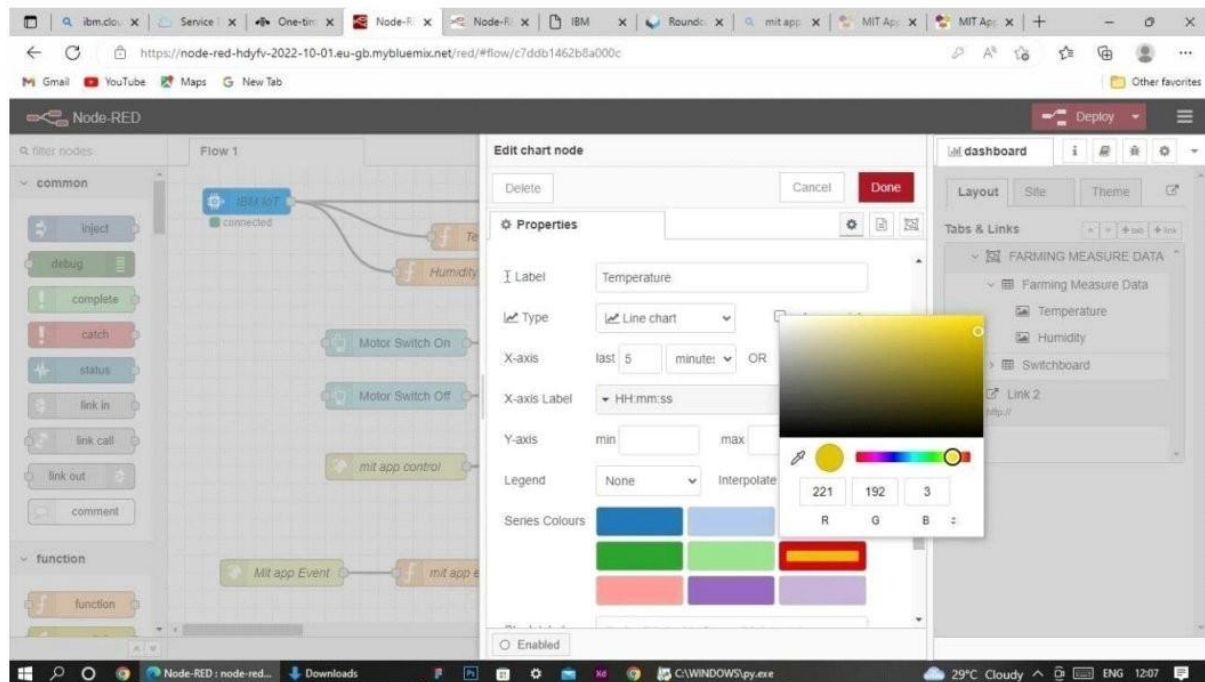 ibm.clou
Service
One-tim
Node-R
Node-R
IBM
Roundc
mit app
MIT App
MIT App
https://node-red-hdyfv-2022-10-01.eu-gb.mybluemix.net/red/#flow/c7ddb1462b8a000c
Gmail YouTube Maps New Tab Other favorites
Node-RED
Deploy
filter nodes
Flow 1
common
inject
debug
complete
catch
status
link in
link call
link out
comment
function
function
IBM IoT
connected
Te
Humidity
Motor Switch On
Motor Switch Off
mit app control
Mit app Event
mit app e
Edit chart node
Delete Cancel Done
Properties
Label Temperature
Type Line chart
X-axis last 5 minutes OR
X-axis Label HH:mm:ss
Y-axis min max
Legend None Interpolate
Series Colours
221 192 3
R G B
Enabled
dashboard
Layout Site Theme
Tabs & Links
tab
link
FARMING MEASURE DATA
Farming Measure Data
Temperature
Humidity
Switchboard
Link 2
http://
Node-RED : node-red... Downloads C:\WINDOWS\py.exe 29°C Cloudy ENG 12:07